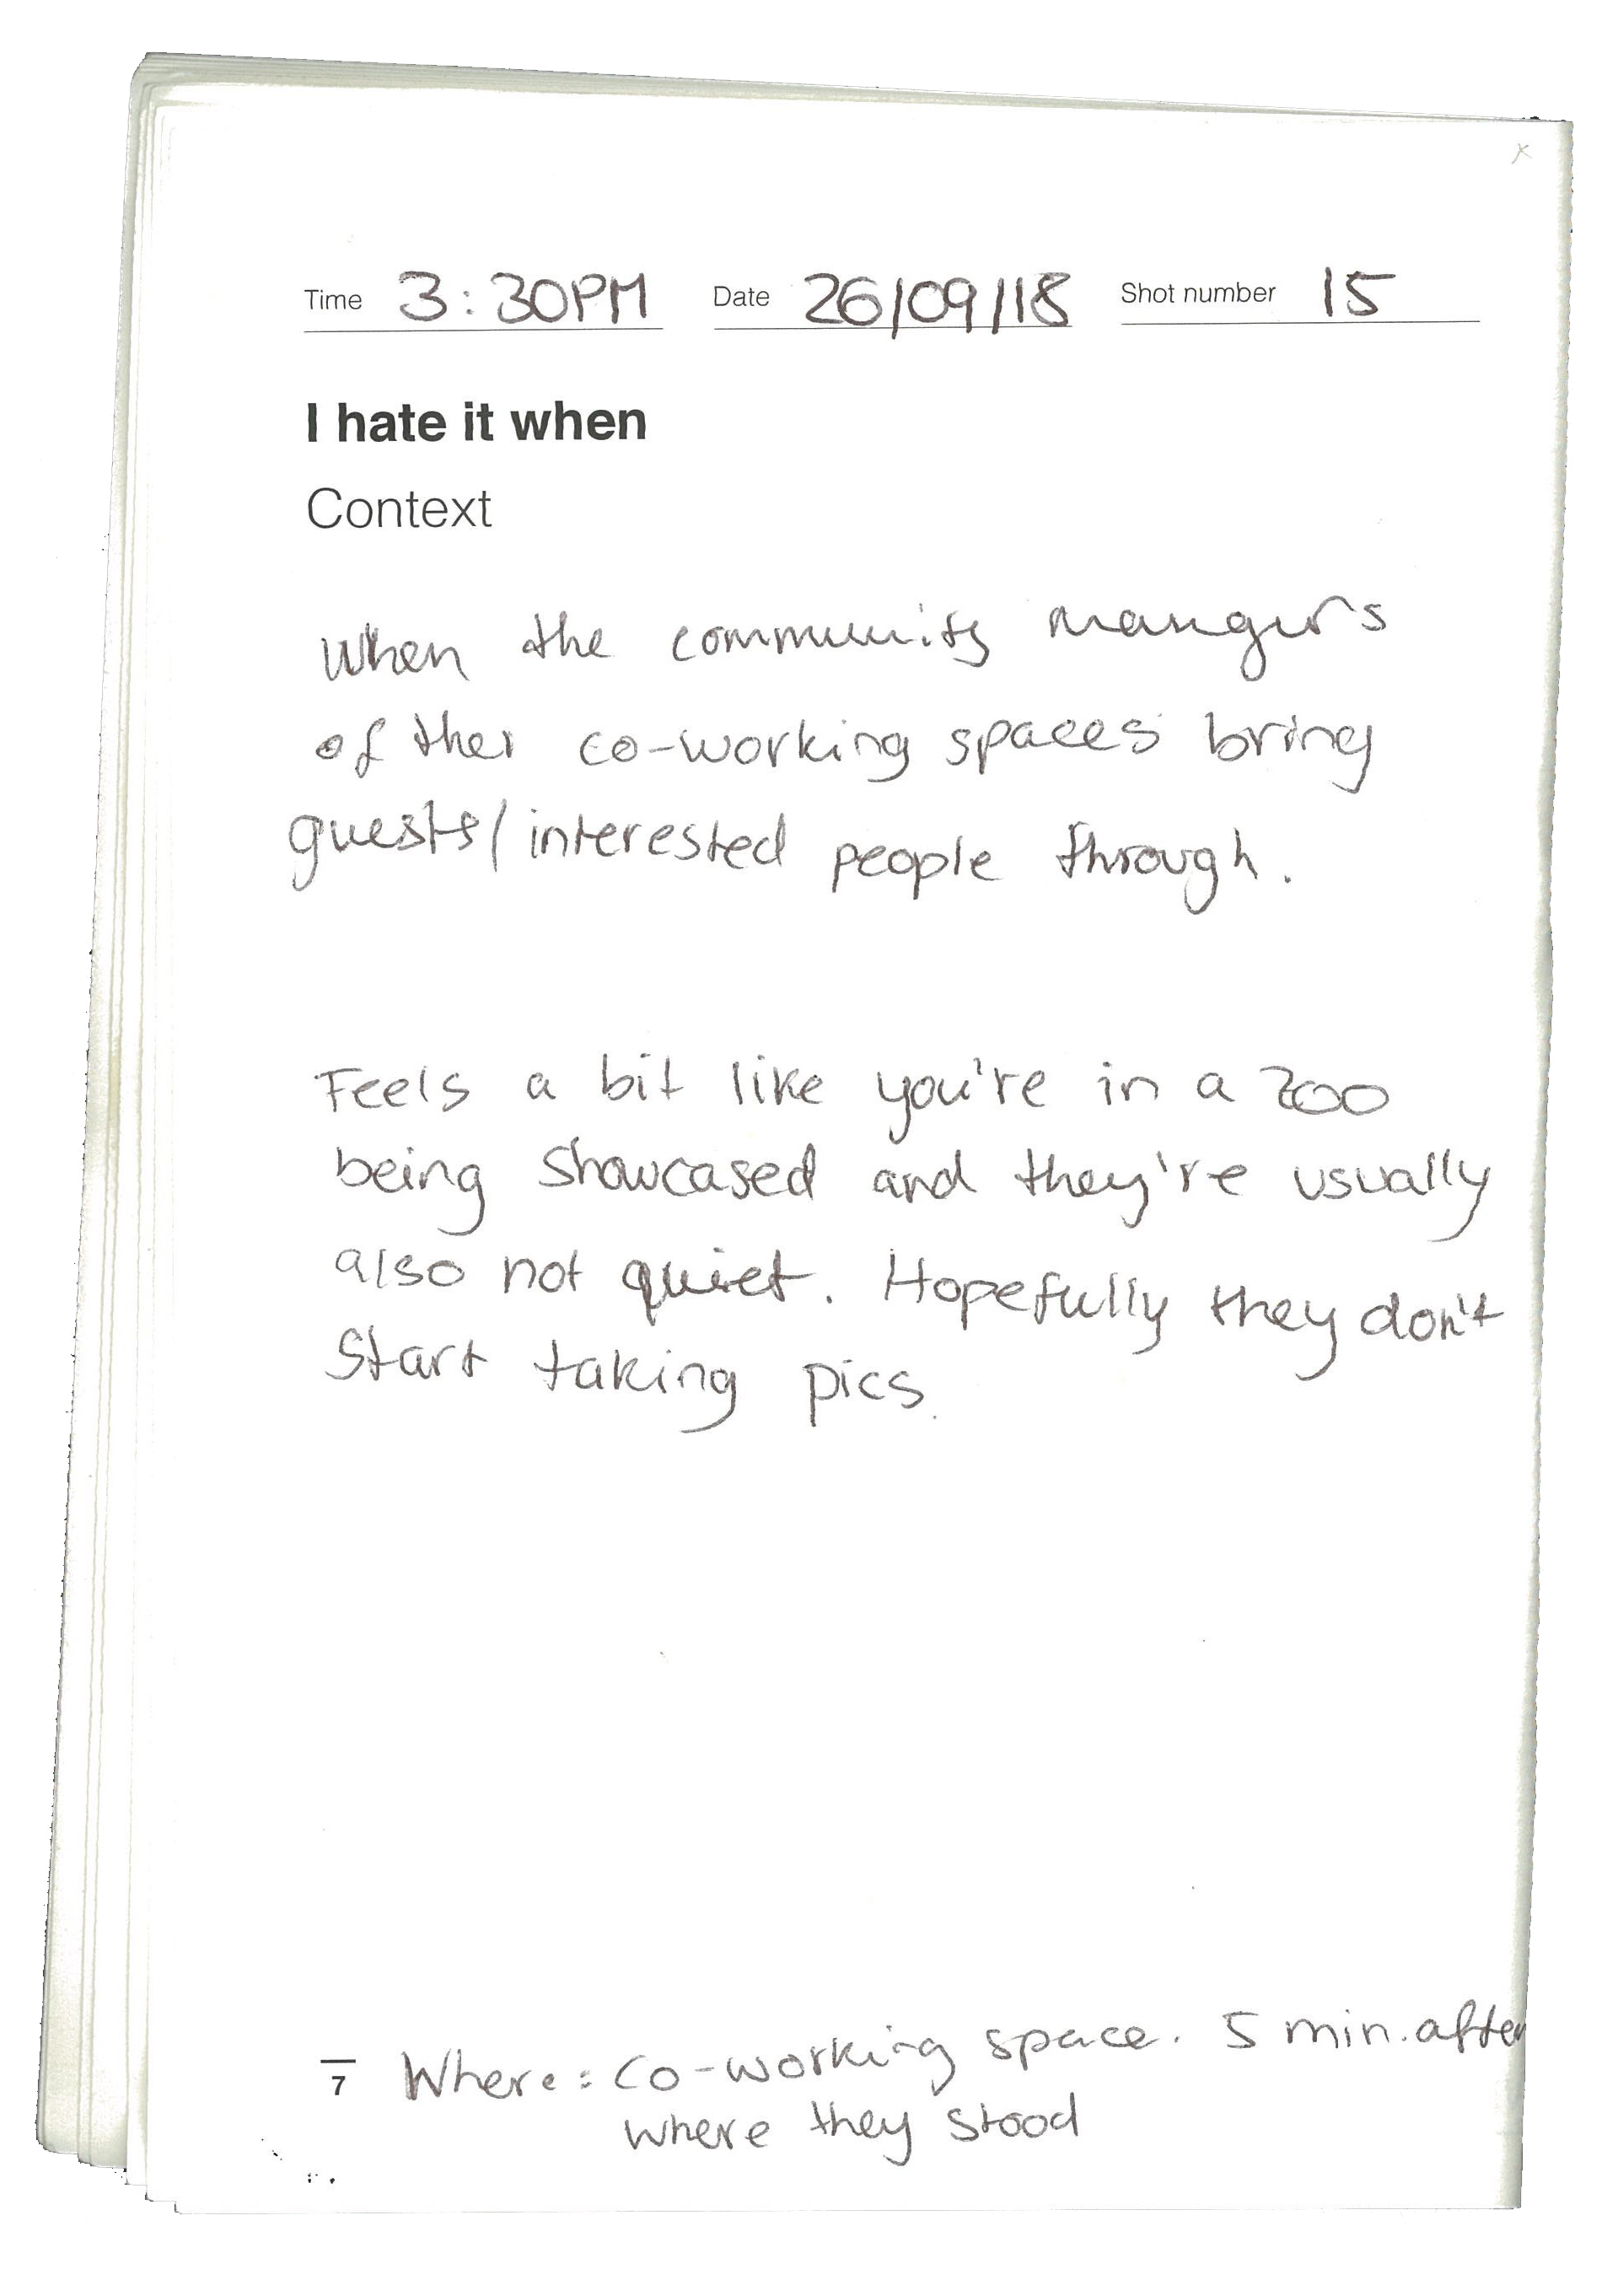 Time 3:30PM Date 26/09/18 Shot number 15
I hate it when
Context
When the community mangers
of ther co-working spaces bring
guests/interested people through.
Feels a bit like you're in a zoo
being showcased and they're usually
also not quiet. Hopefully they don't
start taking pics.
7 Where: Co-working space. 5 min. after
where they stood